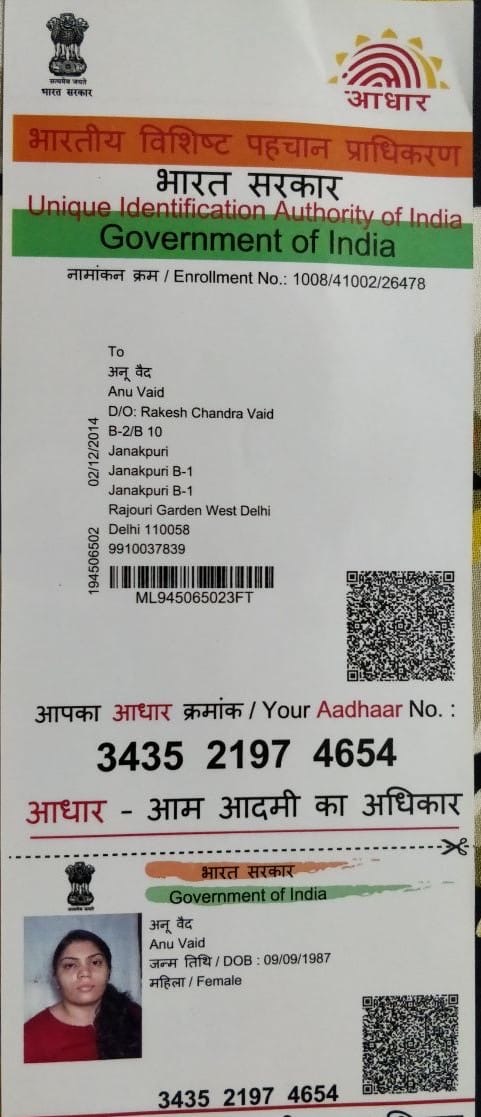 सत्यमेव जयते
भारत सरकार
आधार
भारतीय विशिष्ट पहचान प्राधिकरण
भारत सरकार
Unique Identification Authority of India
Government of India
नामांकन क्रम / Enrollment No.: 1008/41002/26478
To
अनू वैद
Anu Vaid
D/O: Rakesh Chandra Vaid
B-2/B 10
Janakpuri
Janakpuri B-1
Janakpuri B-1
Rajouri Garden West Delhi
Delhi 110058
9910037839
02/12/2014
194506502
ML945065023FT
आपका आधार क्रमांक / Your Aadhaar No. :
3435 2197 4654
आधार - आम आदमी का अधिकार
भारत सरकार
Government of India
अनू वैद
Anu Vaid
जन्म तिथि / DOB : 09/09/1987
महिला / Female
3435 2197 4654